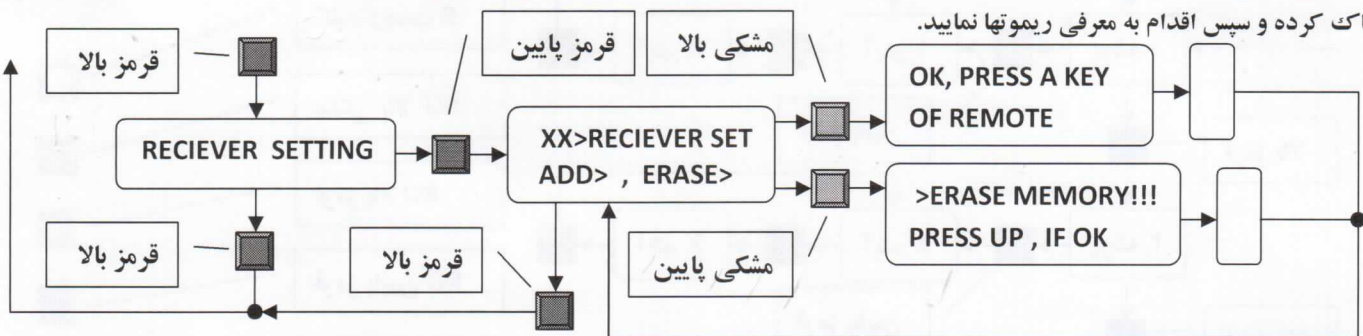 اک کرده و سپس اقدام به معرفی ریموتها نمایید.
قرمز بالا
قرمز پایین
مشکی بالا
OK, PRESS A KEY
OF REMOTE
RECIEVER SETTING
XX>RECIEVER SET
ADD> , ERASE>
>ERASE MEMORY!!!
PRESS UP , IF OK
قرمز بالا
قرمز بالا
مشکی پایین